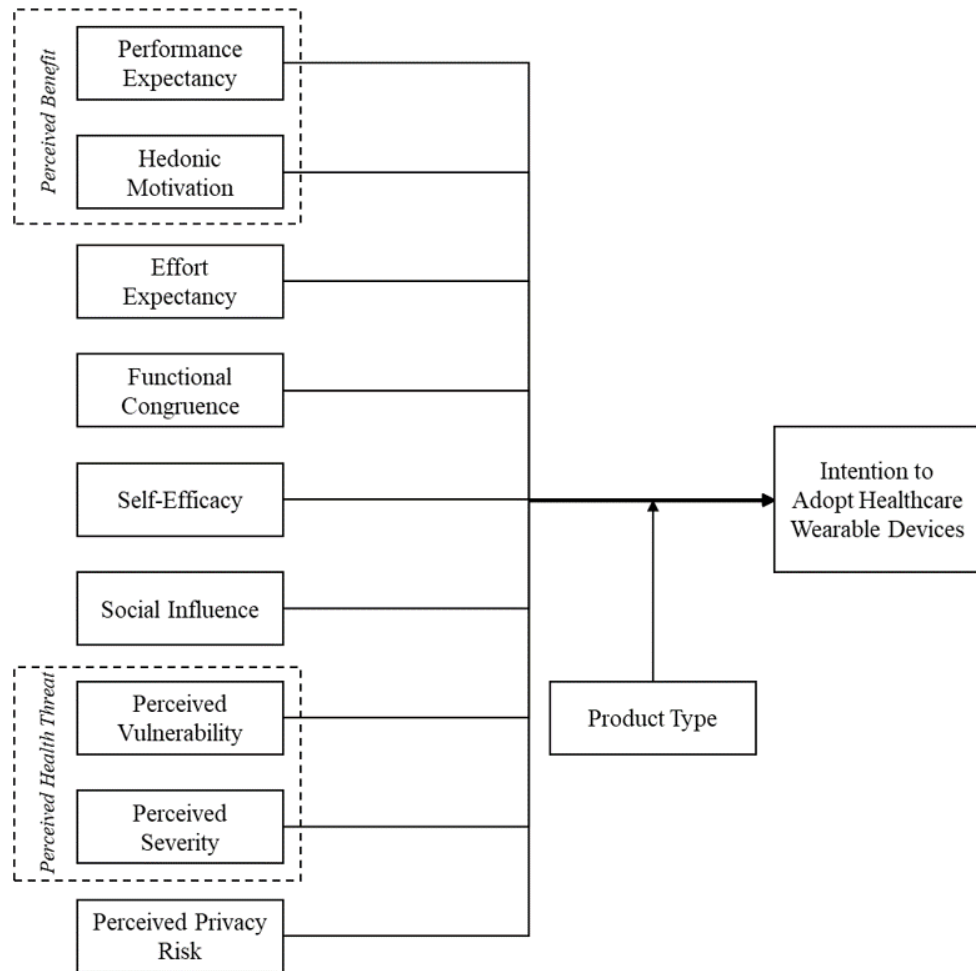 Perceived Benefit
Performance
Expectancy
Hedonic
Motivation
Effort
Expectancy
Functional
Congruence
Self-Efficacy
Social Influence
Perceived Health Threat
Perceived
Vulnerability
Perceived
Severity
Perceived Privacy
Risk
Product Type
Intention to
Adopt Healthcare
Wearable Devices